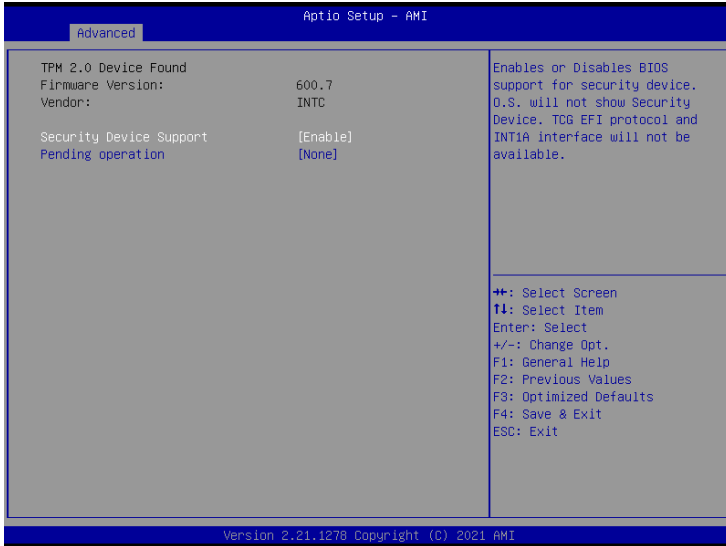 Aptio Setup - AMI
Advanced
TPM 2.0 Device Found
Firmware Version: 600.7
Vendor: INTC
Security Device Support [Enable]
Pending operation [None]
Enables or Disables BIOS
support for security device.
O.S. will not show Security
Device. TCG EFI protocol and
INT1A interface will not be
available.
→←: Select Screen
↑↓: Select Item
Enter: Select
+/-: Change Opt.
F1: General Help
F2: Previous Values
F3: Optimized Defaults
F4: Save & Exit
ESC: Exit
Version 2.21.1278 Copyright (C) 2021 AMI